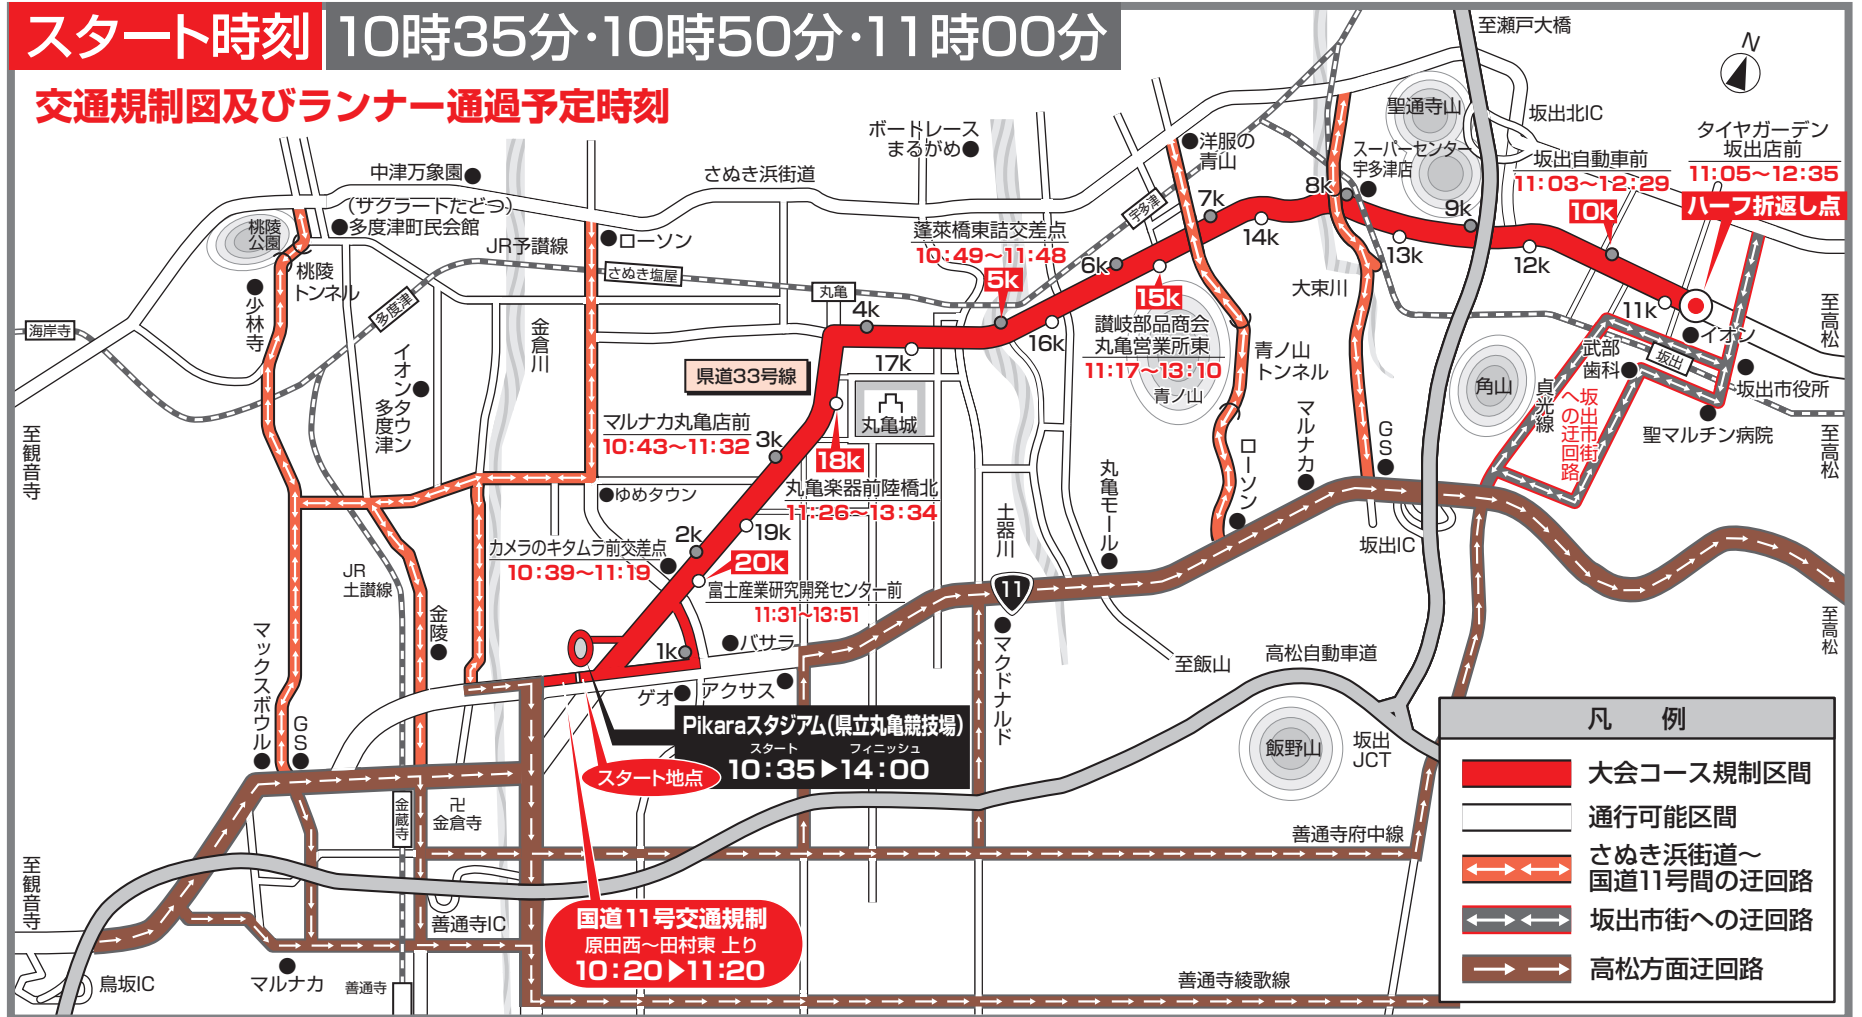 スタート時刻 10時35分・10時50分・11時00分
交通規制図及びランナー通過予定時刻
至瀬戸大橋
N
聖通寺山
坂出北IC
タイヤガーデン
坂出店前
11:05~12:35
ハーフ折返し点
坂出自動車前
11:03~12:29
10k
スーパーセンター
宇多津店
洋服の
青山
ボートレース
まるがめ
さぬき浜街道
中津万象園
(サクラートたどつ)
多度津町民会館
桃陵
公園
桃陵
トンネル
JR予讃線
ローソン
さぬき塩屋
丸亀
宇多津
多度津
海岸寺
少林寺
蓬莱橋東詰交差点
10:49~11:48
5k
4k
6k
7k
8k
9k
14k
13k
12k
11k
15k
16k
17k
讃岐部品商会
丸亀営業所東
11:17~13:10
青ノ山
青ノ山
トンネル
大束川
イオン
坂出
武部
歯科
坂出市役所
聖マルチン病院
坂出市街
への迂回路
貞光線
角山
至高松
至高松
至高松
県道33号線
丸亀城
マルナカ丸亀店前
10:43~11:32
3k
18k
丸亀楽器前陸橋北
11:26~13:34
19k
2k
カメラのキタムラ前交差点
10:39~11:19
20k
富士産業研究開発センター前
11:31~13:51
1k
バサラ
アクサス
ゲオ
ゆめタウン
金倉川
イオンタウン
多度津
至観音寺
JR
土讃線
金陵
マックスボウル
GS
土器川
丸亀モール
ローソン
マルナカ
GS
坂出IC
11
マクドナルド
至飯山
高松自動車道
飯野山
坂出
JCT
Pikaraスタジアム(県立丸亀競技場)
スタート フィニッシュ
10:35▶14:00
スタート地点
金蔵寺
卍
金倉寺
善通寺府中線
国道11号交通規制
原田西~田村東 上り
10:20▶11:20
善通寺IC
至観音寺
鳥坂IC
マルナカ
善通寺
善通寺綾歌線
凡 例
大会コース規制区間
通行可能区間
さぬき浜街道~
国道11号間の迂回路
坂出市街への迂回路
高松方面迂回路